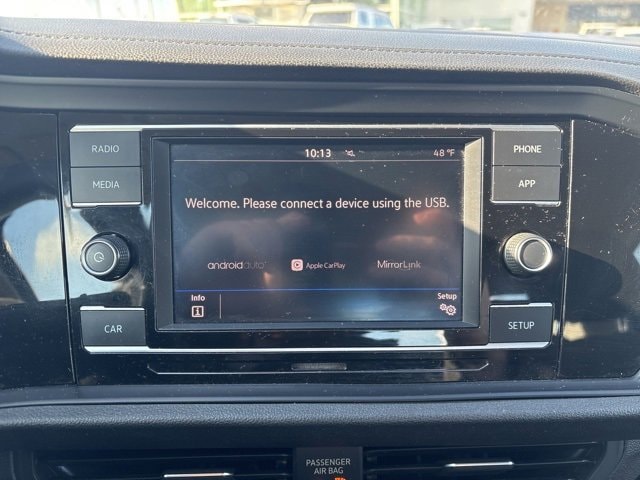 10:13 48 °F
RADIO
MEDIA
PHONE
APP
Welcome. Please connect a device using the USB.
androidauto Apple CarPlay MirrorLink
Info Setup
CAR
SETUP
PASSENGER
AIR BAG